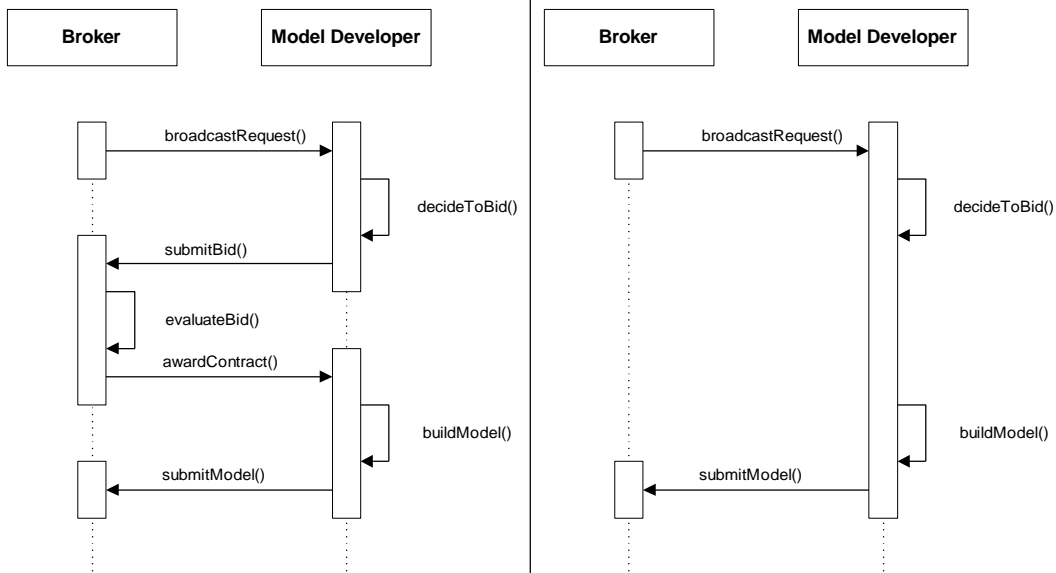 Broker
Model Developer
broadcastRequest()
decideToBid()
submitBid()
evaluateBid()
awardContract()
buildModel()
submitModel()
Broker
Model Developer
broadcastRequest()
decideToBid()
buildModel()
submitModel()